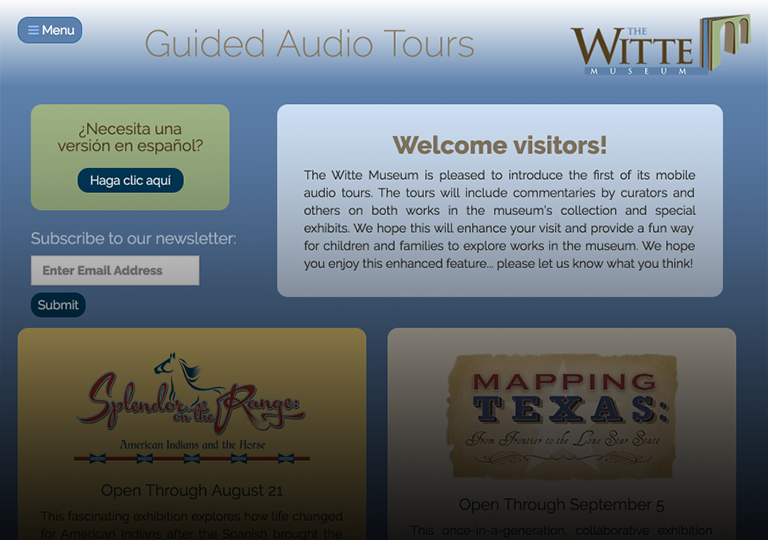 Menu
Guided Audio Tours
THE
WITTE
MUSEUM
¿Necesita una
versión en español?
Haga clic aquí
Welcome visitors!
The Witte Museum is pleased to introduce the first of its mobile
audio tours. The tours will include commentaries by curators and
others on both works in the museum's collection and special
exhibits. We hope this will enhance your visit and provide a fun way
for children and families to explore works in the museum. We hope
you enjoy this enhanced feature... please let us know what you think!
Subscribe to our newsletter:
Enter Email Address
Submit
Splendor
on the
Range:
American Indians and the Horse
Open Through August 21
This fascinating exhibition explores how life changed
for American Indians after the Spanish brought the
MAPPING
TEXAS:
From Frontier to the Lone Star State
Open Through September 5
This once-in-a-generation, collaborative exhibition